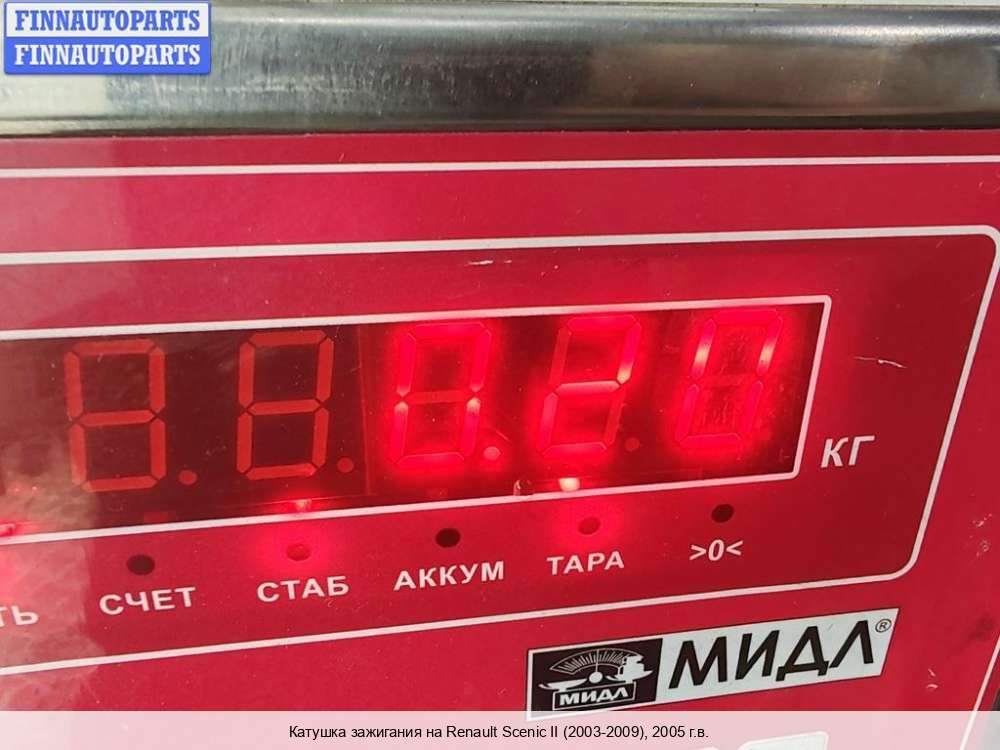 FINNAUTOPARTS
FINNAUTOPARTS
0.20
КГ
ТЬ СЧЕТ СТАБ АККУМ ТАРА >0<
МИДЛ МИДЛ®
Катушка зажигания на Renault Scenic II (2003-2009), 2005 г.в.